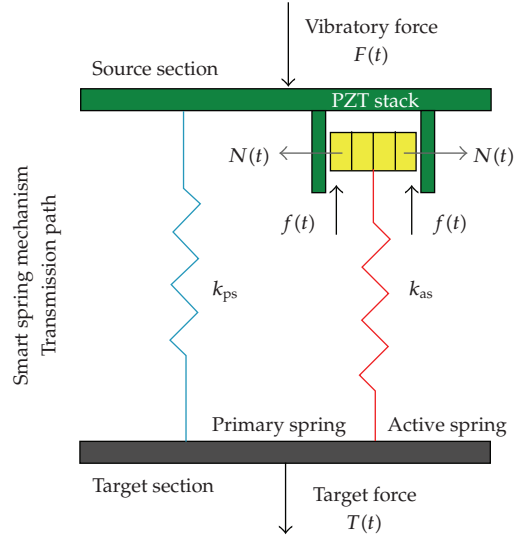 Vibratory force
F(t)
Source section
PZT stack
N(t)
N(t)
f(t)
f(t)
k_ps
k_as
Smart spring mechanism
Transmission path
Primary spring
Active spring
Target section
Target force
T(t)